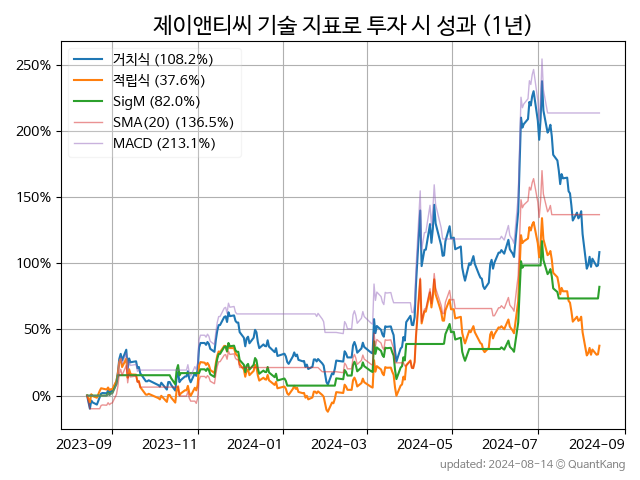 제이앤티씨 기술 지표로 투자 시 성과 (1년)
거치식 (108.2%)
적립식 (37.6%)
SigM (82.0%)
SMA(20) (136.5%)
MACD (213.1%)
250%
200%
150%
100%
50%
0%
2023-09 2023-11 2024-01 2024-03 2024-05 2024-07 2024-09
updated: 2024-08-14 © QuantKang